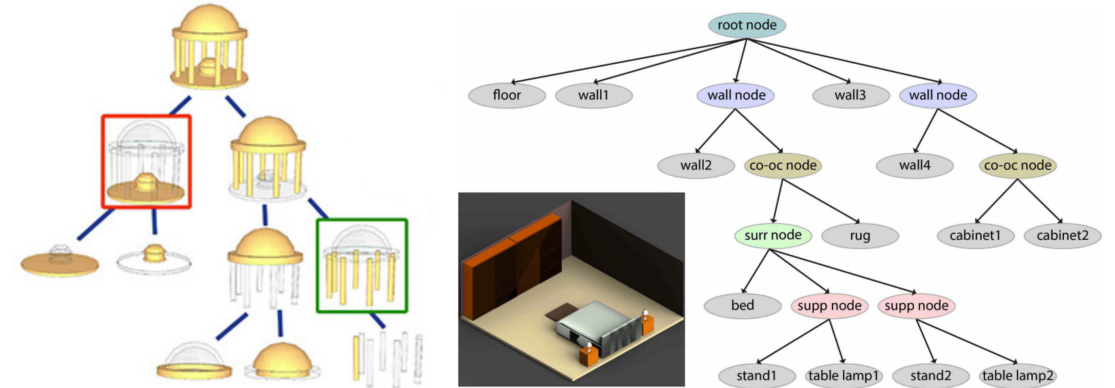 root node
floor
wall1
wall node
wall3
wall node
wall2
co-oc node
wall4
co-oc node
surr node
rug
cabinet1
cabinet2
bed
supp node
supp node
stand1
table lamp1
stand2
table lamp2